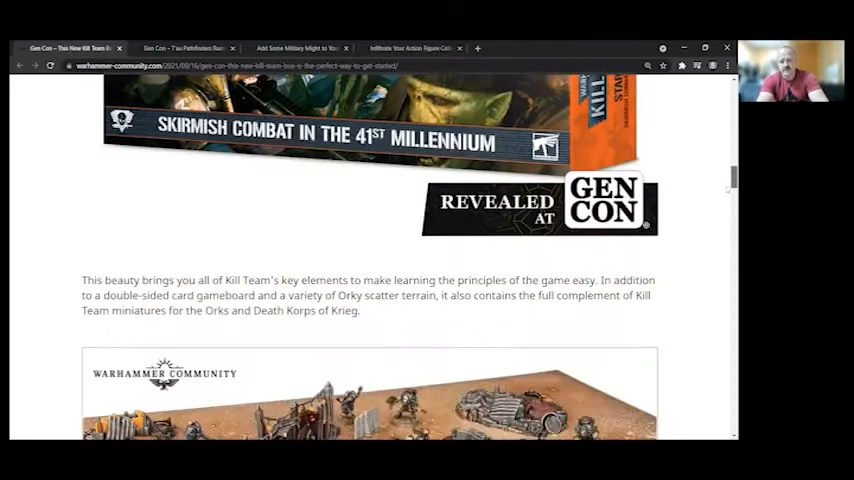 Gen Con – This New Kill Team B
Gen Con – T'au Pathfinders Rum
Add Some Military Might to You
Infiltrate Your Action Figure Coll
warhammer-community.com/2021/09/16/gen-con-this-new-kill-team-box-is-the-perfect-way-to-get-started/
SKIRMISH COMBAT IN THE 41ST MILLENNIUM
KILL
STAR
REVEALED
AT
GEN
CON
This beauty brings you all of Kill Team's key elements to make learning the principles of the game easy. In addition
to a double-sided card gameboard and a variety of Orky scatter terrain, it also contains the full complement of Kill
Team miniatures for the Orks and Death Korps of Krieg.
WARHAMMER COMMUNITY